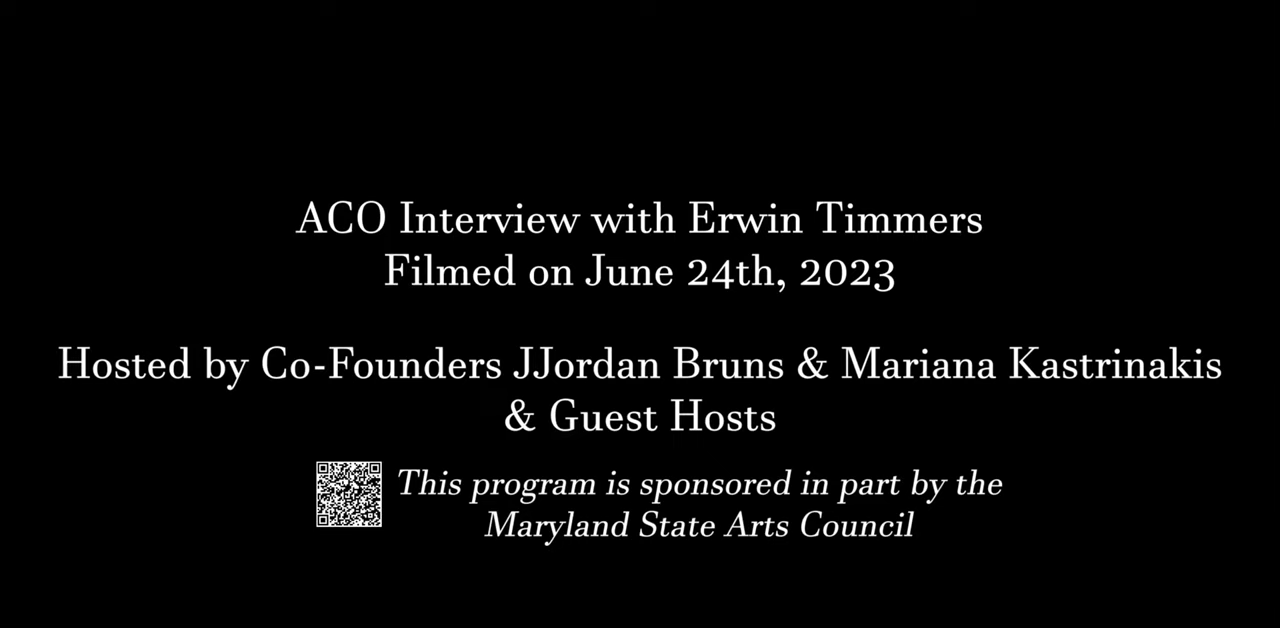 ACO Interview with Erwin Timmers
Filmed on June 24th, 2023
Hosted by Co-Founders JJordan Bruns & Mariana Kastrinakis
& Guest Hosts
This program is sponsored in part by the
Maryland State Arts Council